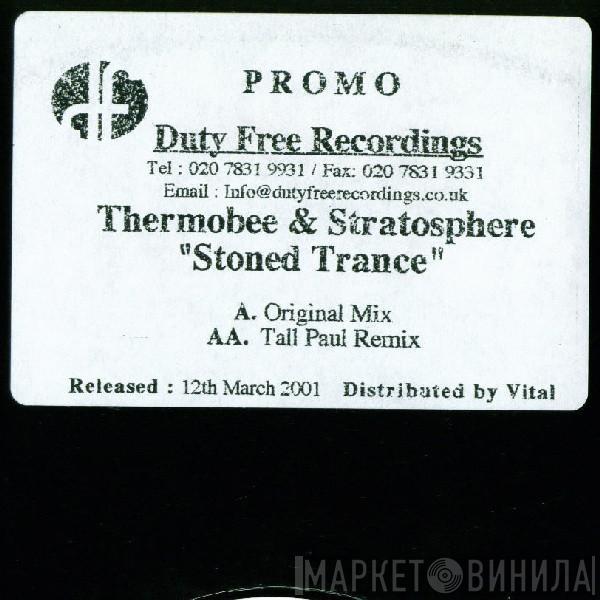 PROMO
Duty Free Recordings
Tel : 020 7831 9931 / Fax: 020 7831 9331
Email : Info@dutyfreerecordings.co.uk
Thermobee & Stratosphere
"Stoned Trance"
A. Original Mix
AA. Tall Paul Remix
Released : 12th March 2001 Distributed by Vital
МАРКЕТ ВИНИЛА